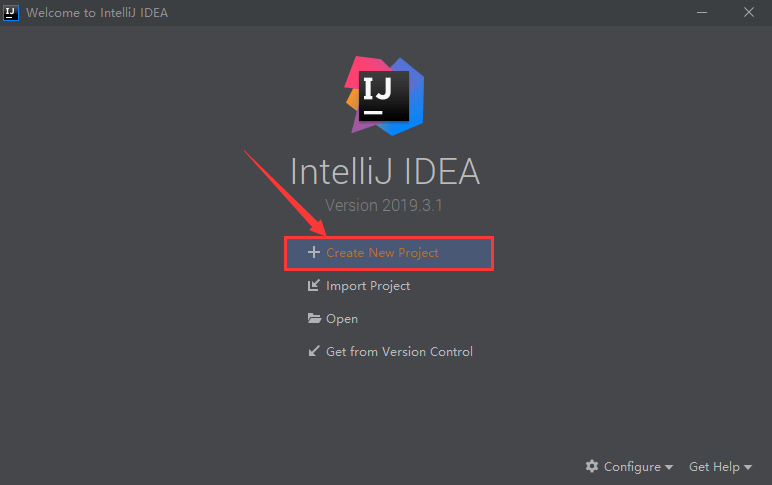 IJ Welcome to IntelliJ IDEA
IJ
IntelliJ IDEA
Version 2019.3.1
Create New Project
Import Project
Open
Get from Version Control
Configure Get Help